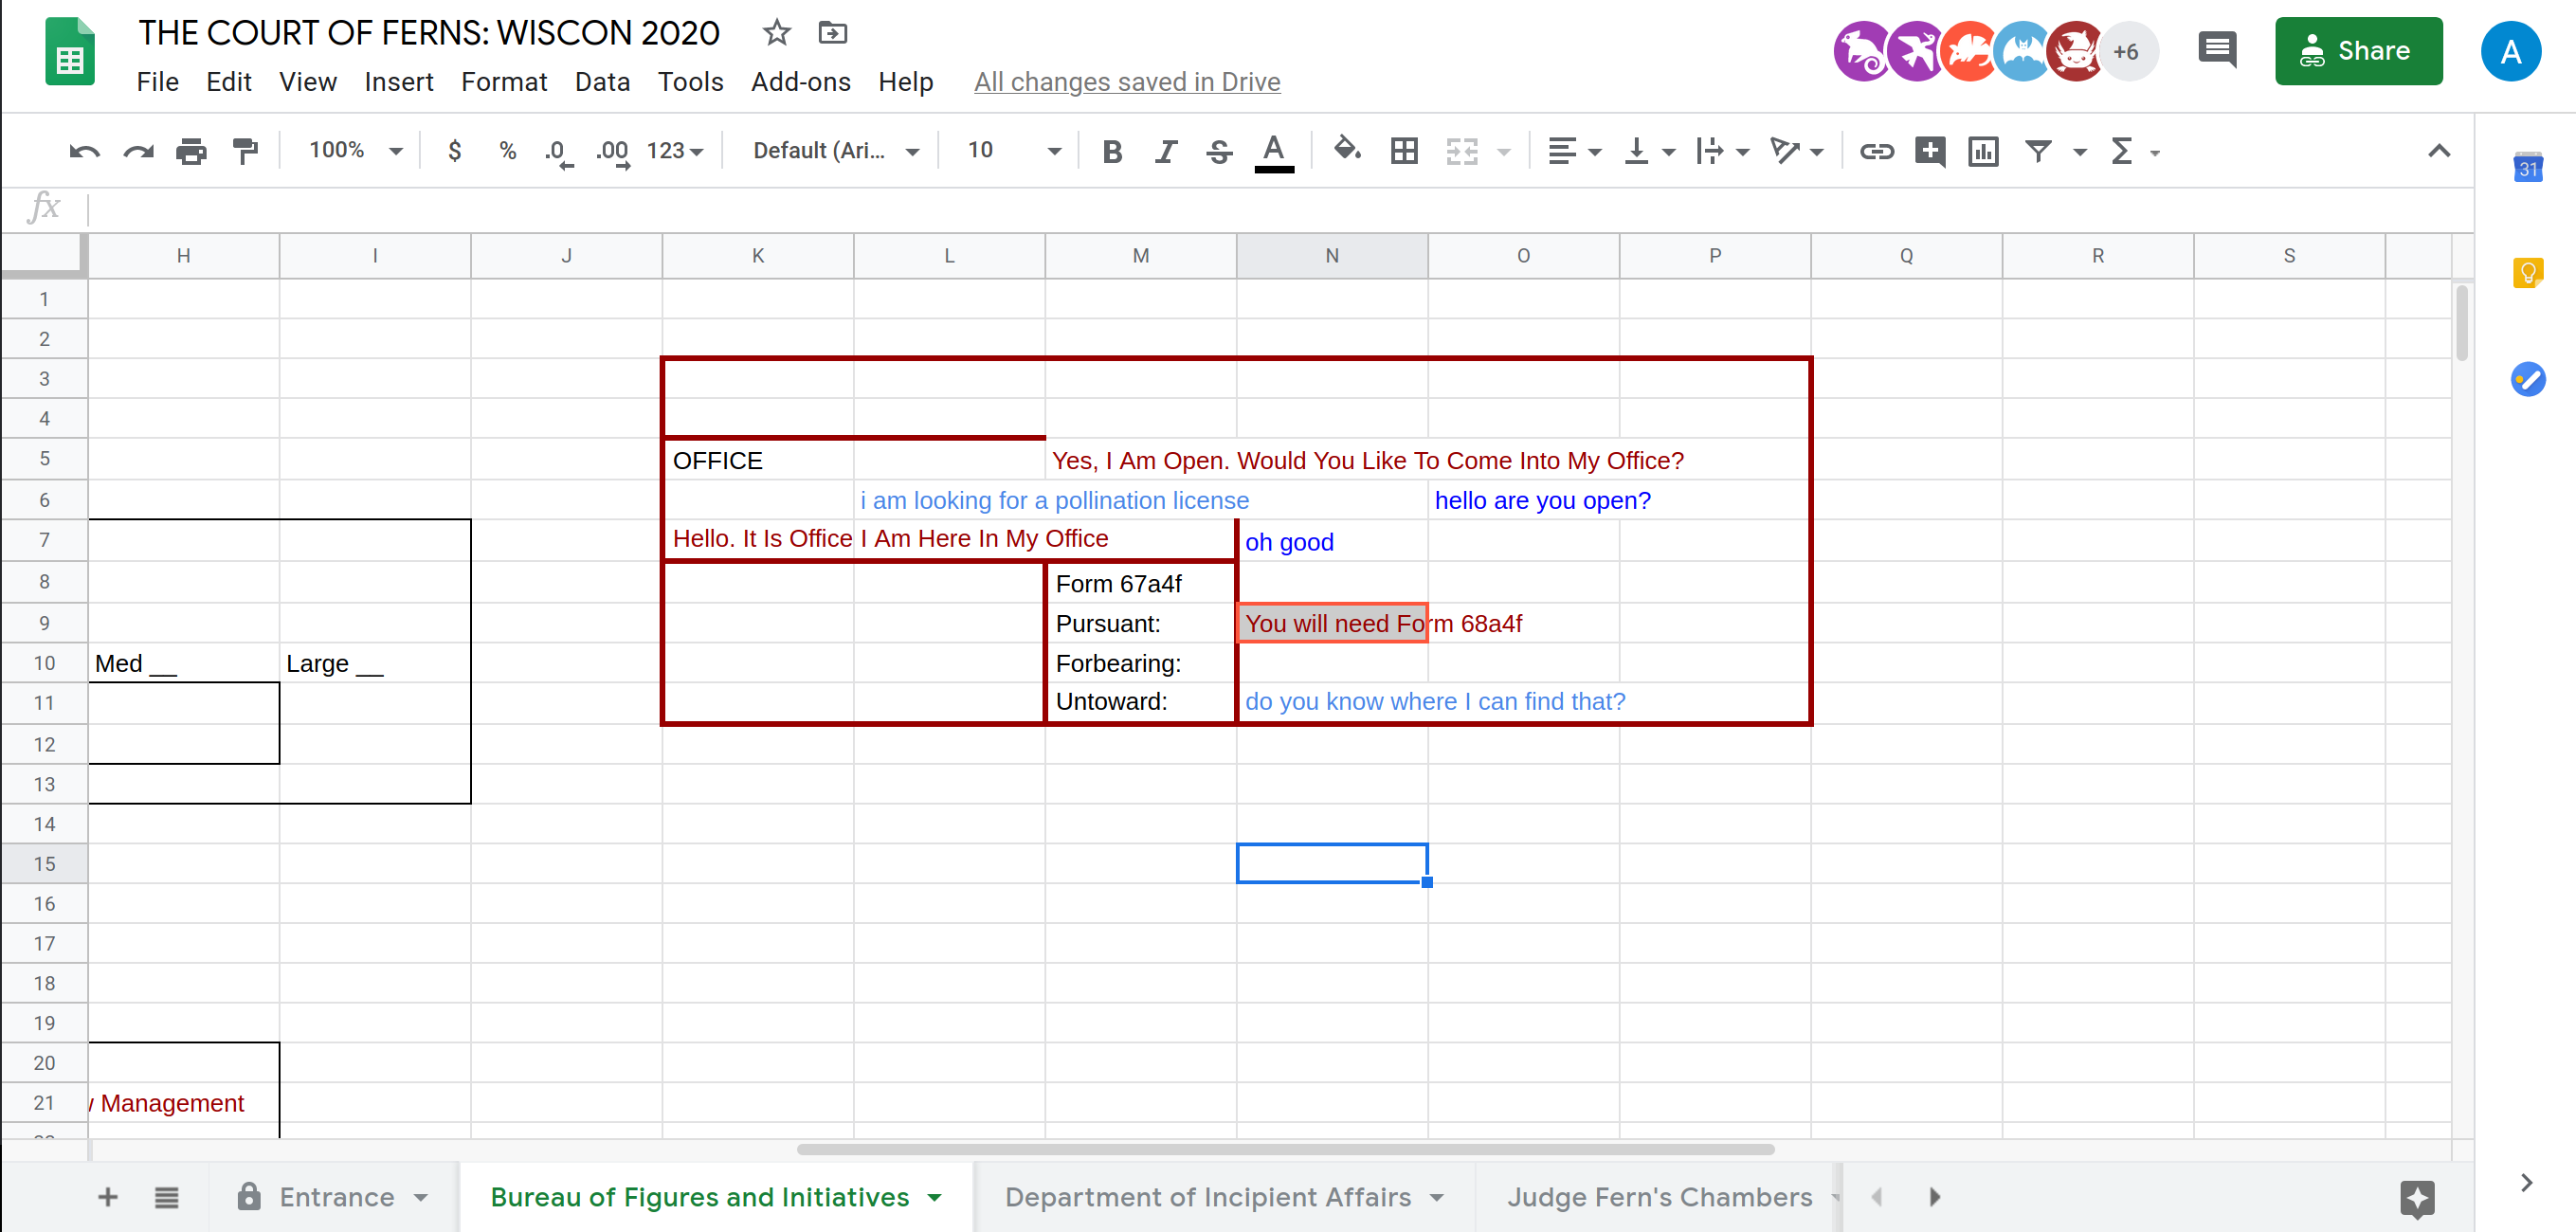 THE COURT OF FERNS: WISCON 2020
File Edit View Insert Format Data Tools Add-ons Help All changes saved in Drive
+6
Share
A
100% $ % .0 .00 123 Default (Ari... 10 B I S A Σ
31
fx
H I J K L M N O P Q R S
1
2
3
4
5 OFFICE Yes, I Am Open. Would You Like To Come Into My Office?
6 i am looking for a pollination license hello are you open?
7 Hello. It Is Office I Am Here In My Office oh good
8 Form 67a4f
9 Pursuant: You will need Form 68a4f
10 Med __ Large __ Forbearing:
11 Untoward: do you know where I can find that?
12
13
14
15
16
17
18
19
20
21 Management
Entrance Bureau of Figures and Initiatives Department of Incipient Affairs Judge Fern's Chambers